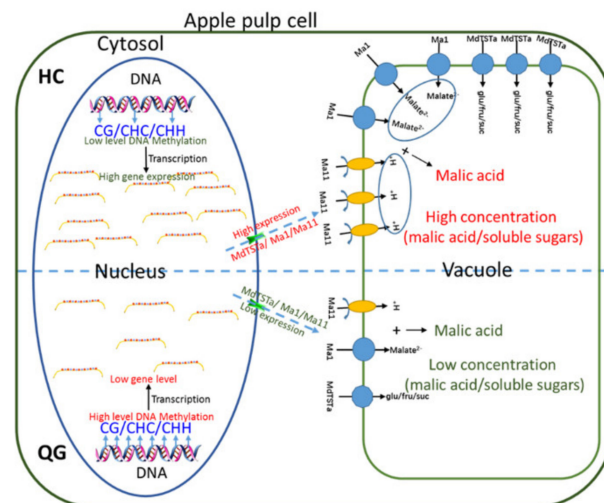 Apple pulp cell
Cytosol
HC
DNA
CG/CHC/CHH
Low level DNA Methylation
Transcription
High gene expression
High expression
MdTSTa/ Ma1/Ma11
Nucleus
MdTSTa/ Ma1/Ma11
Low expression
Low gene level
Transcription
High level DNA Methylation
CG/CHC/CHH
QG
DNA
Ma1
Ma1
MdTSTa
MdTSTa
MdTSTa
Malate2-
Malate2-
glu/fru/suc
glu/fru/suc
glu/fru/suc
Ma1
Malate2-
Ma11
+H
+
Malic acid
Ma11
+H
Ma11
+H
High concentration
(malic acid/soluble sugars)
Vacuole
Ma11
+H
+
Malic acid
Ma1
Malate2-
Low concentration
(malic acid/soluble sugars)
MdTSTa
glu/fru/suc